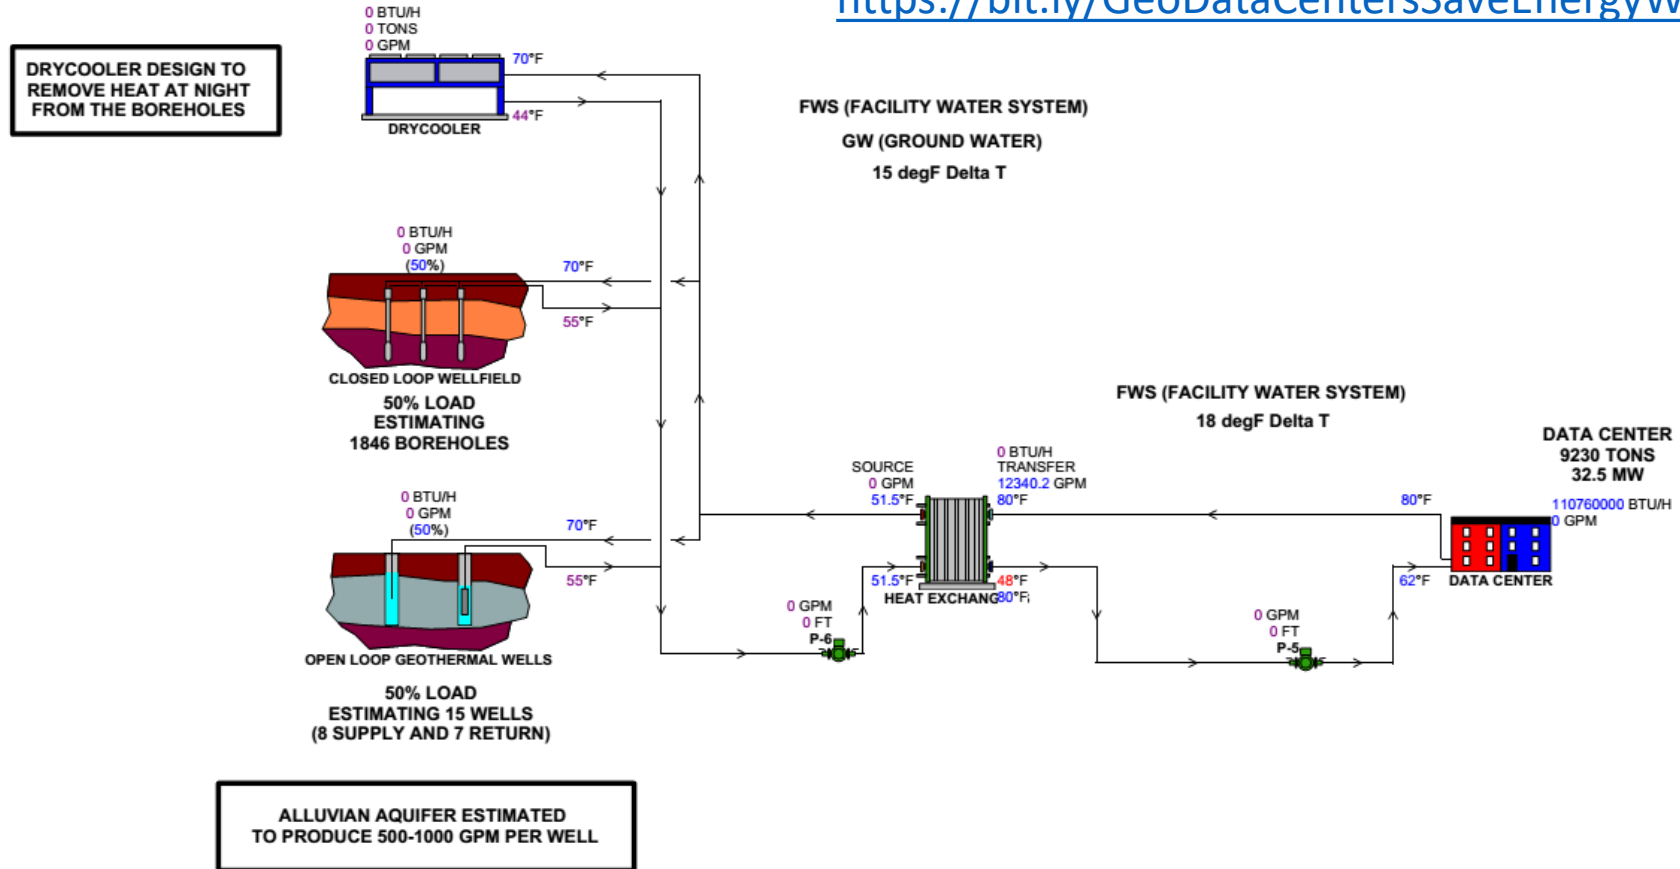 https://bit.ly/GeoDataCentersSaveEnergyW
0 BTU/H
0 TONS
0 GPM
70°F
44°F
DRYCOOLER
DRYCOOLER DESIGN TO
REMOVE HEAT AT NIGHT
FROM THE BOREHOLES
FWS (FACILITY WATER SYSTEM)
GW (GROUND WATER)
15 degF Delta T
0 BTU/H
0 GPM
(50%)
70°F
55°F
CLOSED LOOP WELLFIELD
50% LOAD
ESTIMATING
1846 BOREHOLES
FWS (FACILITY WATER SYSTEM)
18 degF Delta T
DATA CENTER
9230 TONS
32.5 MW
110760000 BTU/H
0 GPM
80°F
62°F
DATA CENTER
SOURCE
0 GPM
51.5°F
0 BTU/H
TRANSFER
12340.2 GPM
80°F
51.5°F
48°F
HEAT EXCHANG
80°F
0 BTU/H
0 GPM
(50%)
70°F
55°F
OPEN LOOP GEOTHERMAL WELLS
50% LOAD
ESTIMATING 15 WELLS
(8 SUPPLY AND 7 RETURN)
0 GPM
0 FT
P-6
0 GPM
0 FT
P-5
ALLUVIAN AQUIFER ESTIMATED
TO PRODUCE 500-1000 GPM PER WELL